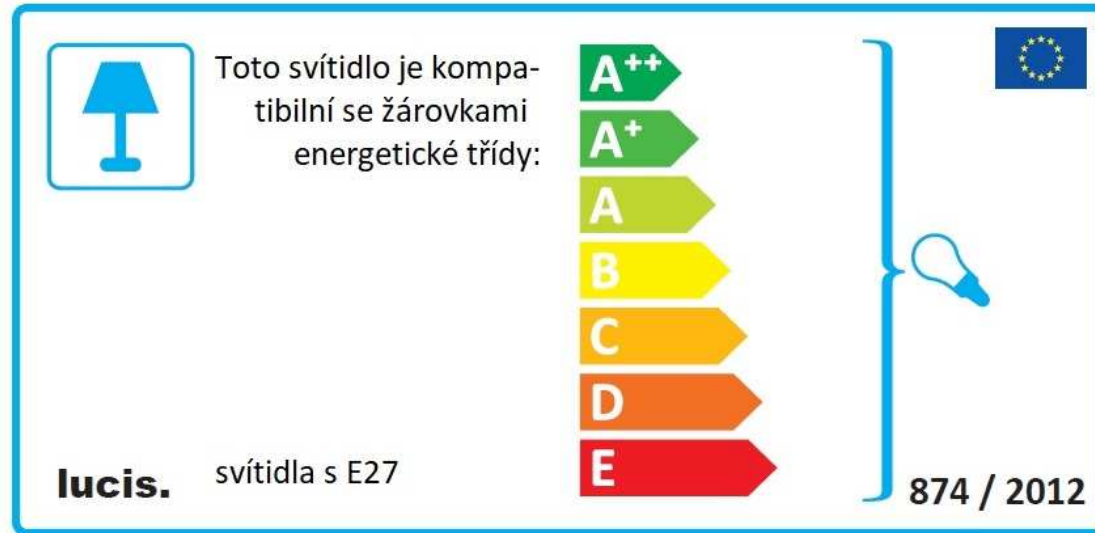 Toto svítidlo je kompa-
tibilní se žárovkami
energetické třídy:
A++
A+
A
B
C
D
E
lucis.
svítidla s E27
874 / 2012